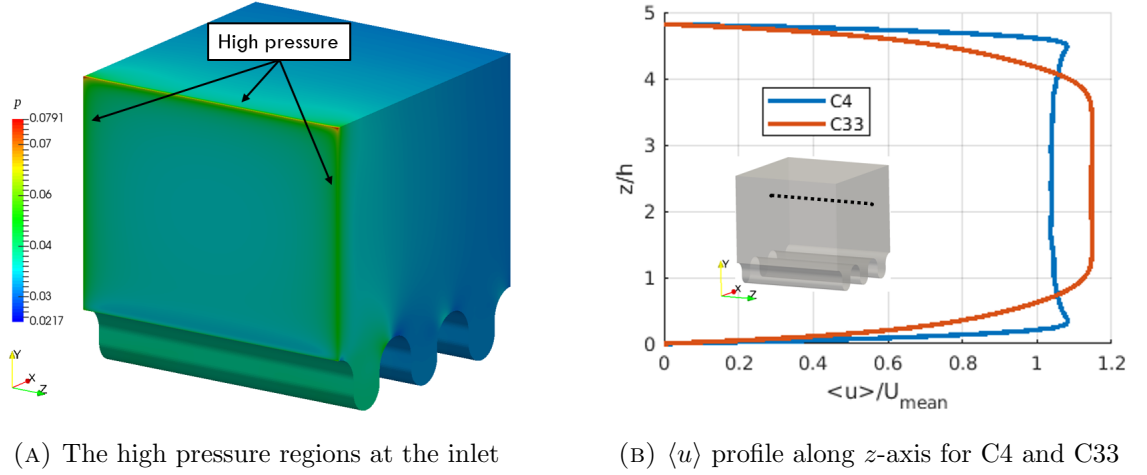 High pressure
p
0.0791
0.07
0.06
0.05
0.04
0.03
0.0217
Y
X
Z
(A) The high pressure regions at the inlet
5
4
3
2
1
0
z/h
C4
C33
Y
X
Z
0 0.2 0.4 0.6 0.8 1 1.2
<u>/U_mean
(B) ⟨u⟩ profile along z-axis for C4 and C33